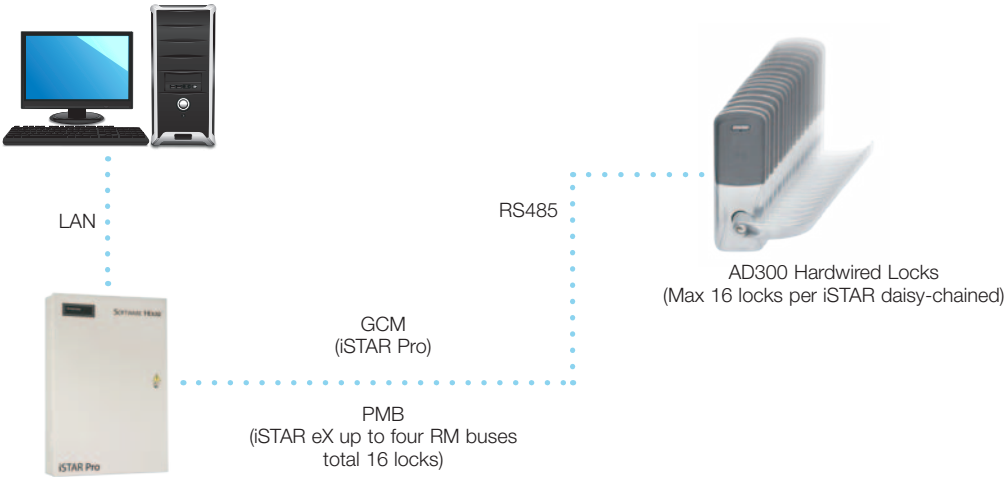 LAN
RS485
AD300 Hardwired Locks
(Max 16 locks per iSTAR daisy-chained)
SOFTWARE HOUSE
GCM
(iSTAR Pro)
PMB
(iSTAR eX up to four RM buses
total 16 locks)
iSTAR Pro